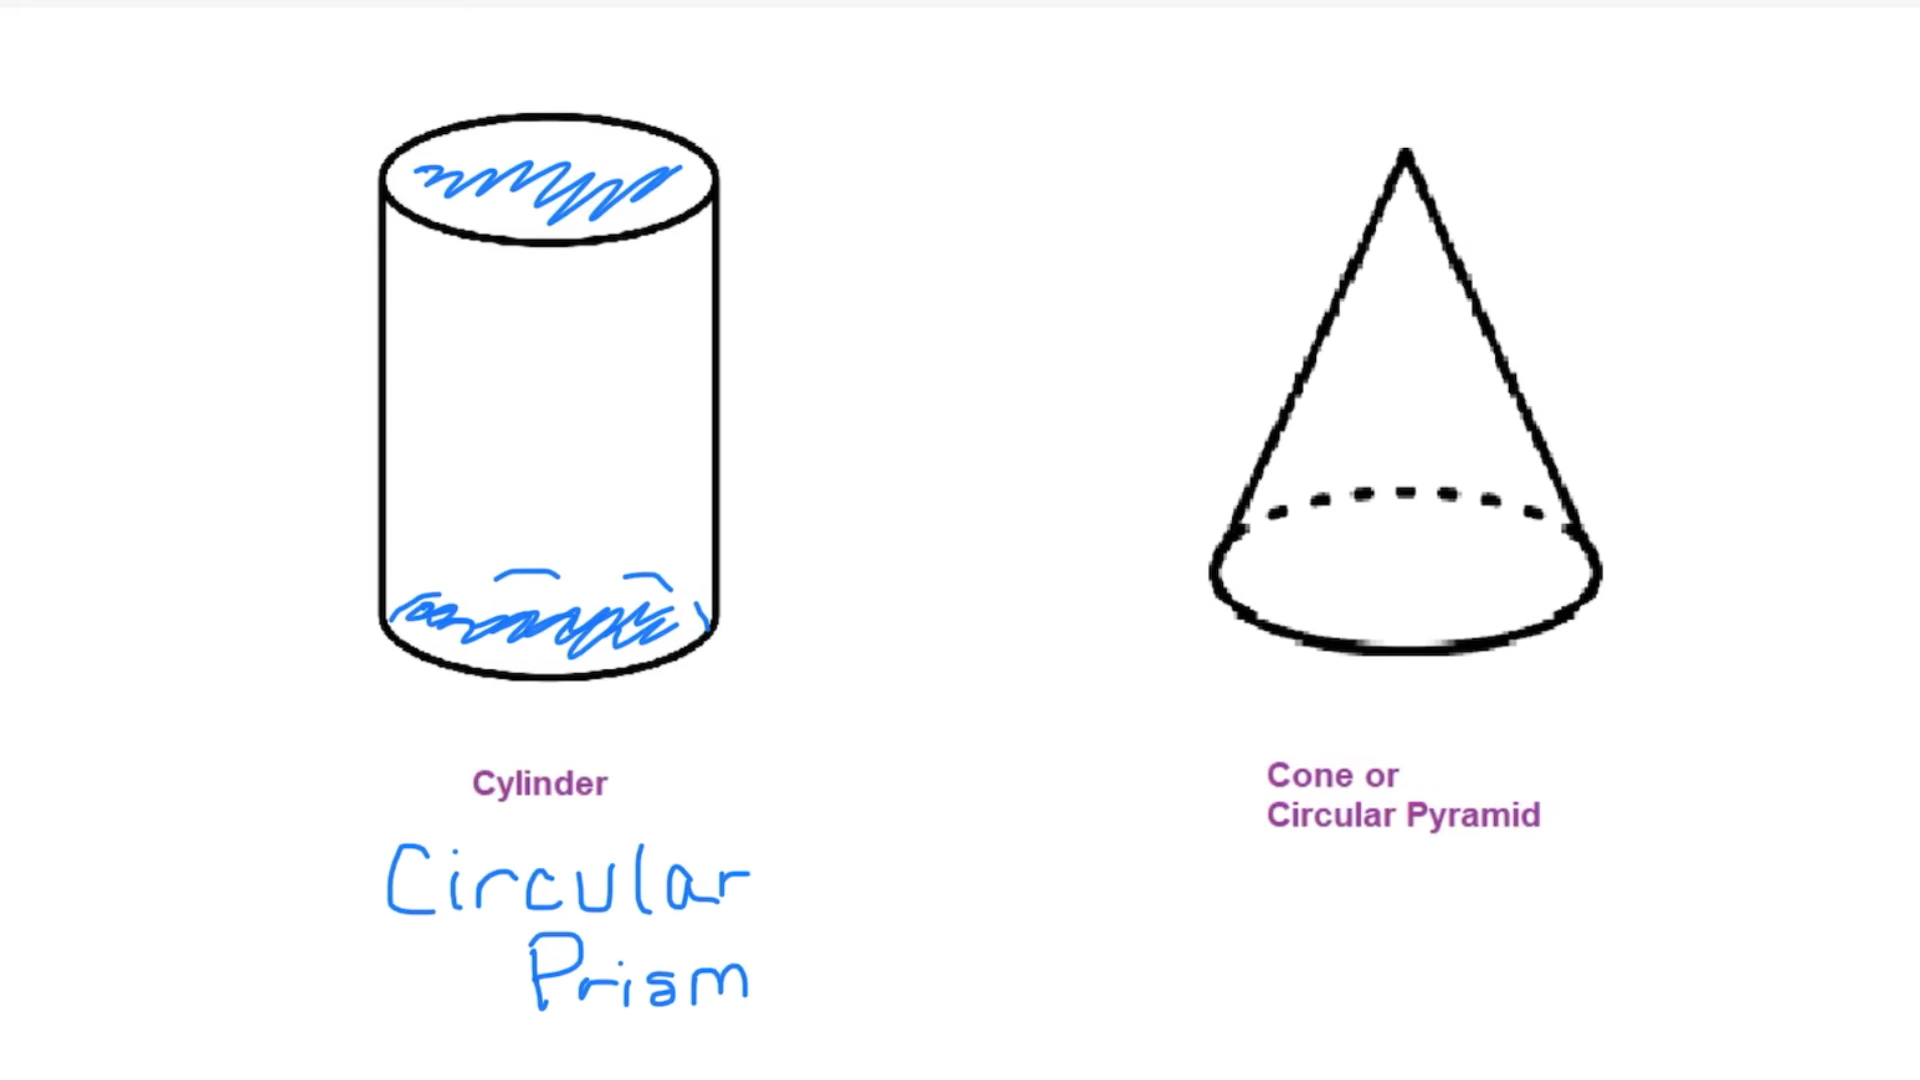 Cylinder
Circular
Prism
Cone or
Circular Pyramid